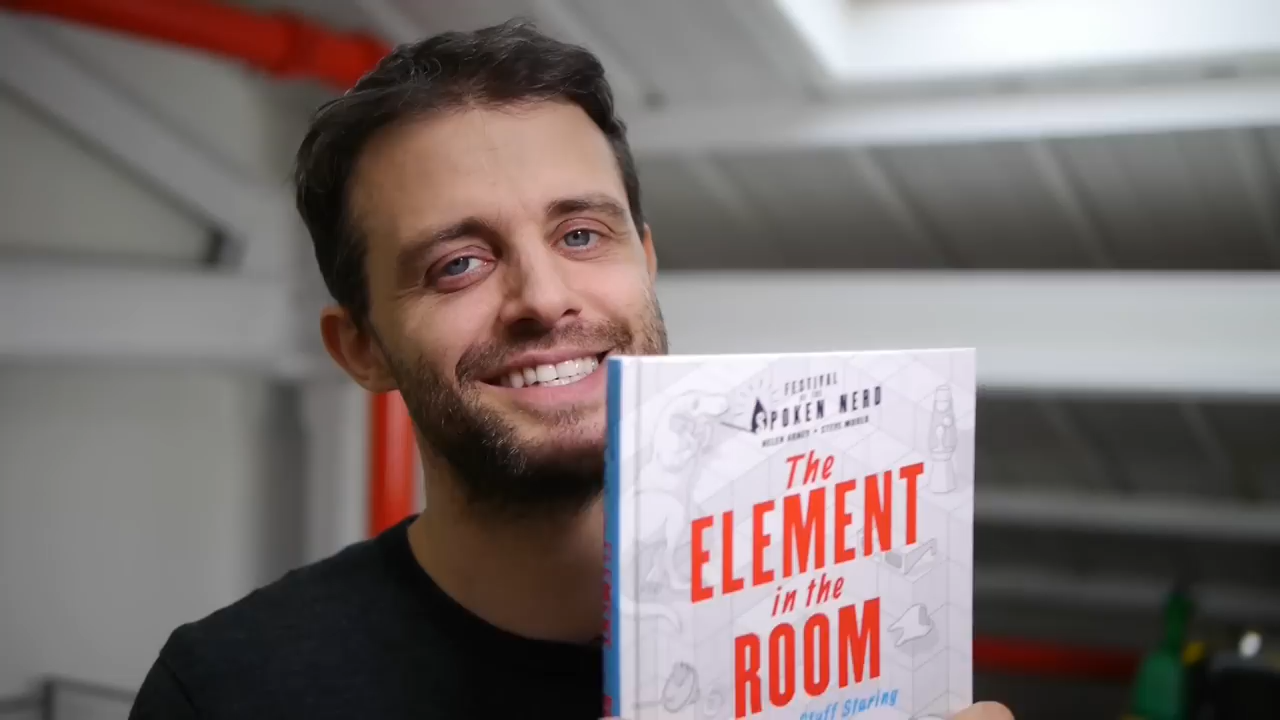 FESTIVAL
OF THE
SPOKEN NERD
HELEN ARNEY + STEVE MOULD
The
ELEMENT
in the
ROOM
Stuff Staring